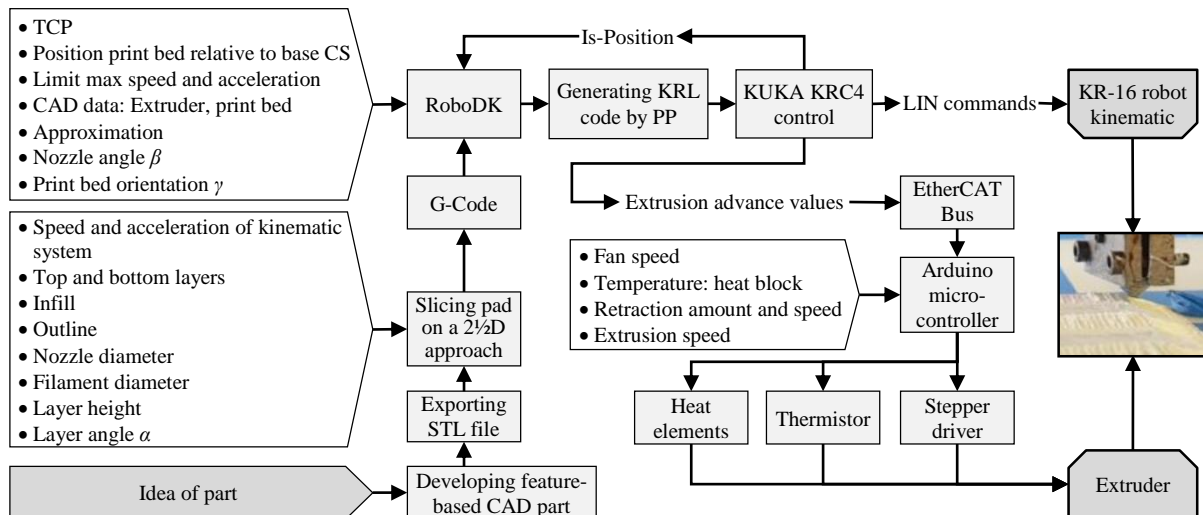 • TCP
• Position print bed relative to base CS
• Limit max speed and acceleration
• CAD data: Extruder, print bed
• Approximation
• Nozzle angle β
• Print bed orientation γ
Is-Position
RoboDK
Generating KRL
code by PP
KUKA KRC4
control
LIN commands
KR-16 robot
kinematic
G-Code
Extrusion advance values
EtherCAT
Bus
• Speed and acceleration of kinematic
system
• Top and bottom layers
• Infill
• Outline
• Nozzle diameter
• Filament diameter
• Layer height
• Layer angle α
Slicing pad
on a 2½D
approach
• Fan speed
• Temperature: heat block
• Retraction amount and speed
• Extrusion speed
Arduino
micro-
controller
Exporting
STL file
Heat
elements
Thermistor
Stepper
driver
Idea of part
Developing feature-
based CAD part
Extruder